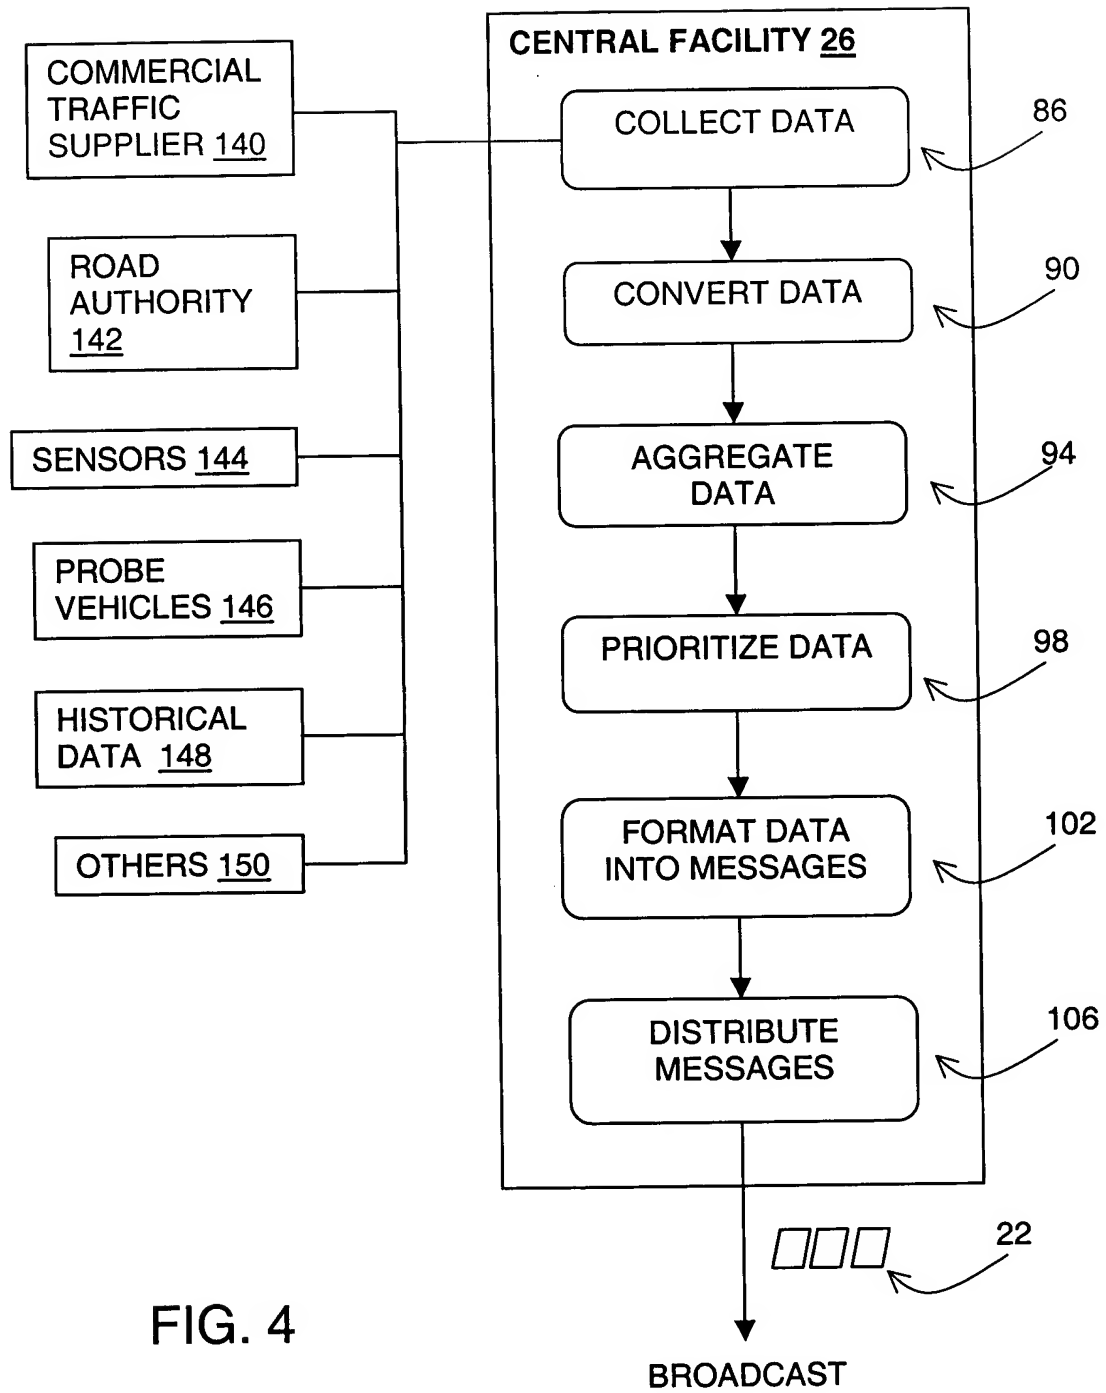 CENTRAL FACILITY 26
COMMERCIAL
TRAFFIC
SUPPLIER 140
ROAD
AUTHORITY
142
SENSORS 144
PROBE
VEHICLES 146
HISTORICAL
DATA 148
OTHERS 150
COLLECT DATA
86
CONVERT DATA
90
AGGREGATE
DATA
94
PRIORITIZE DATA
98
FORMAT DATA
INTO MESSAGES
102
DISTRIBUTE
MESSAGES
106
22
BROADCAST
FIG. 4